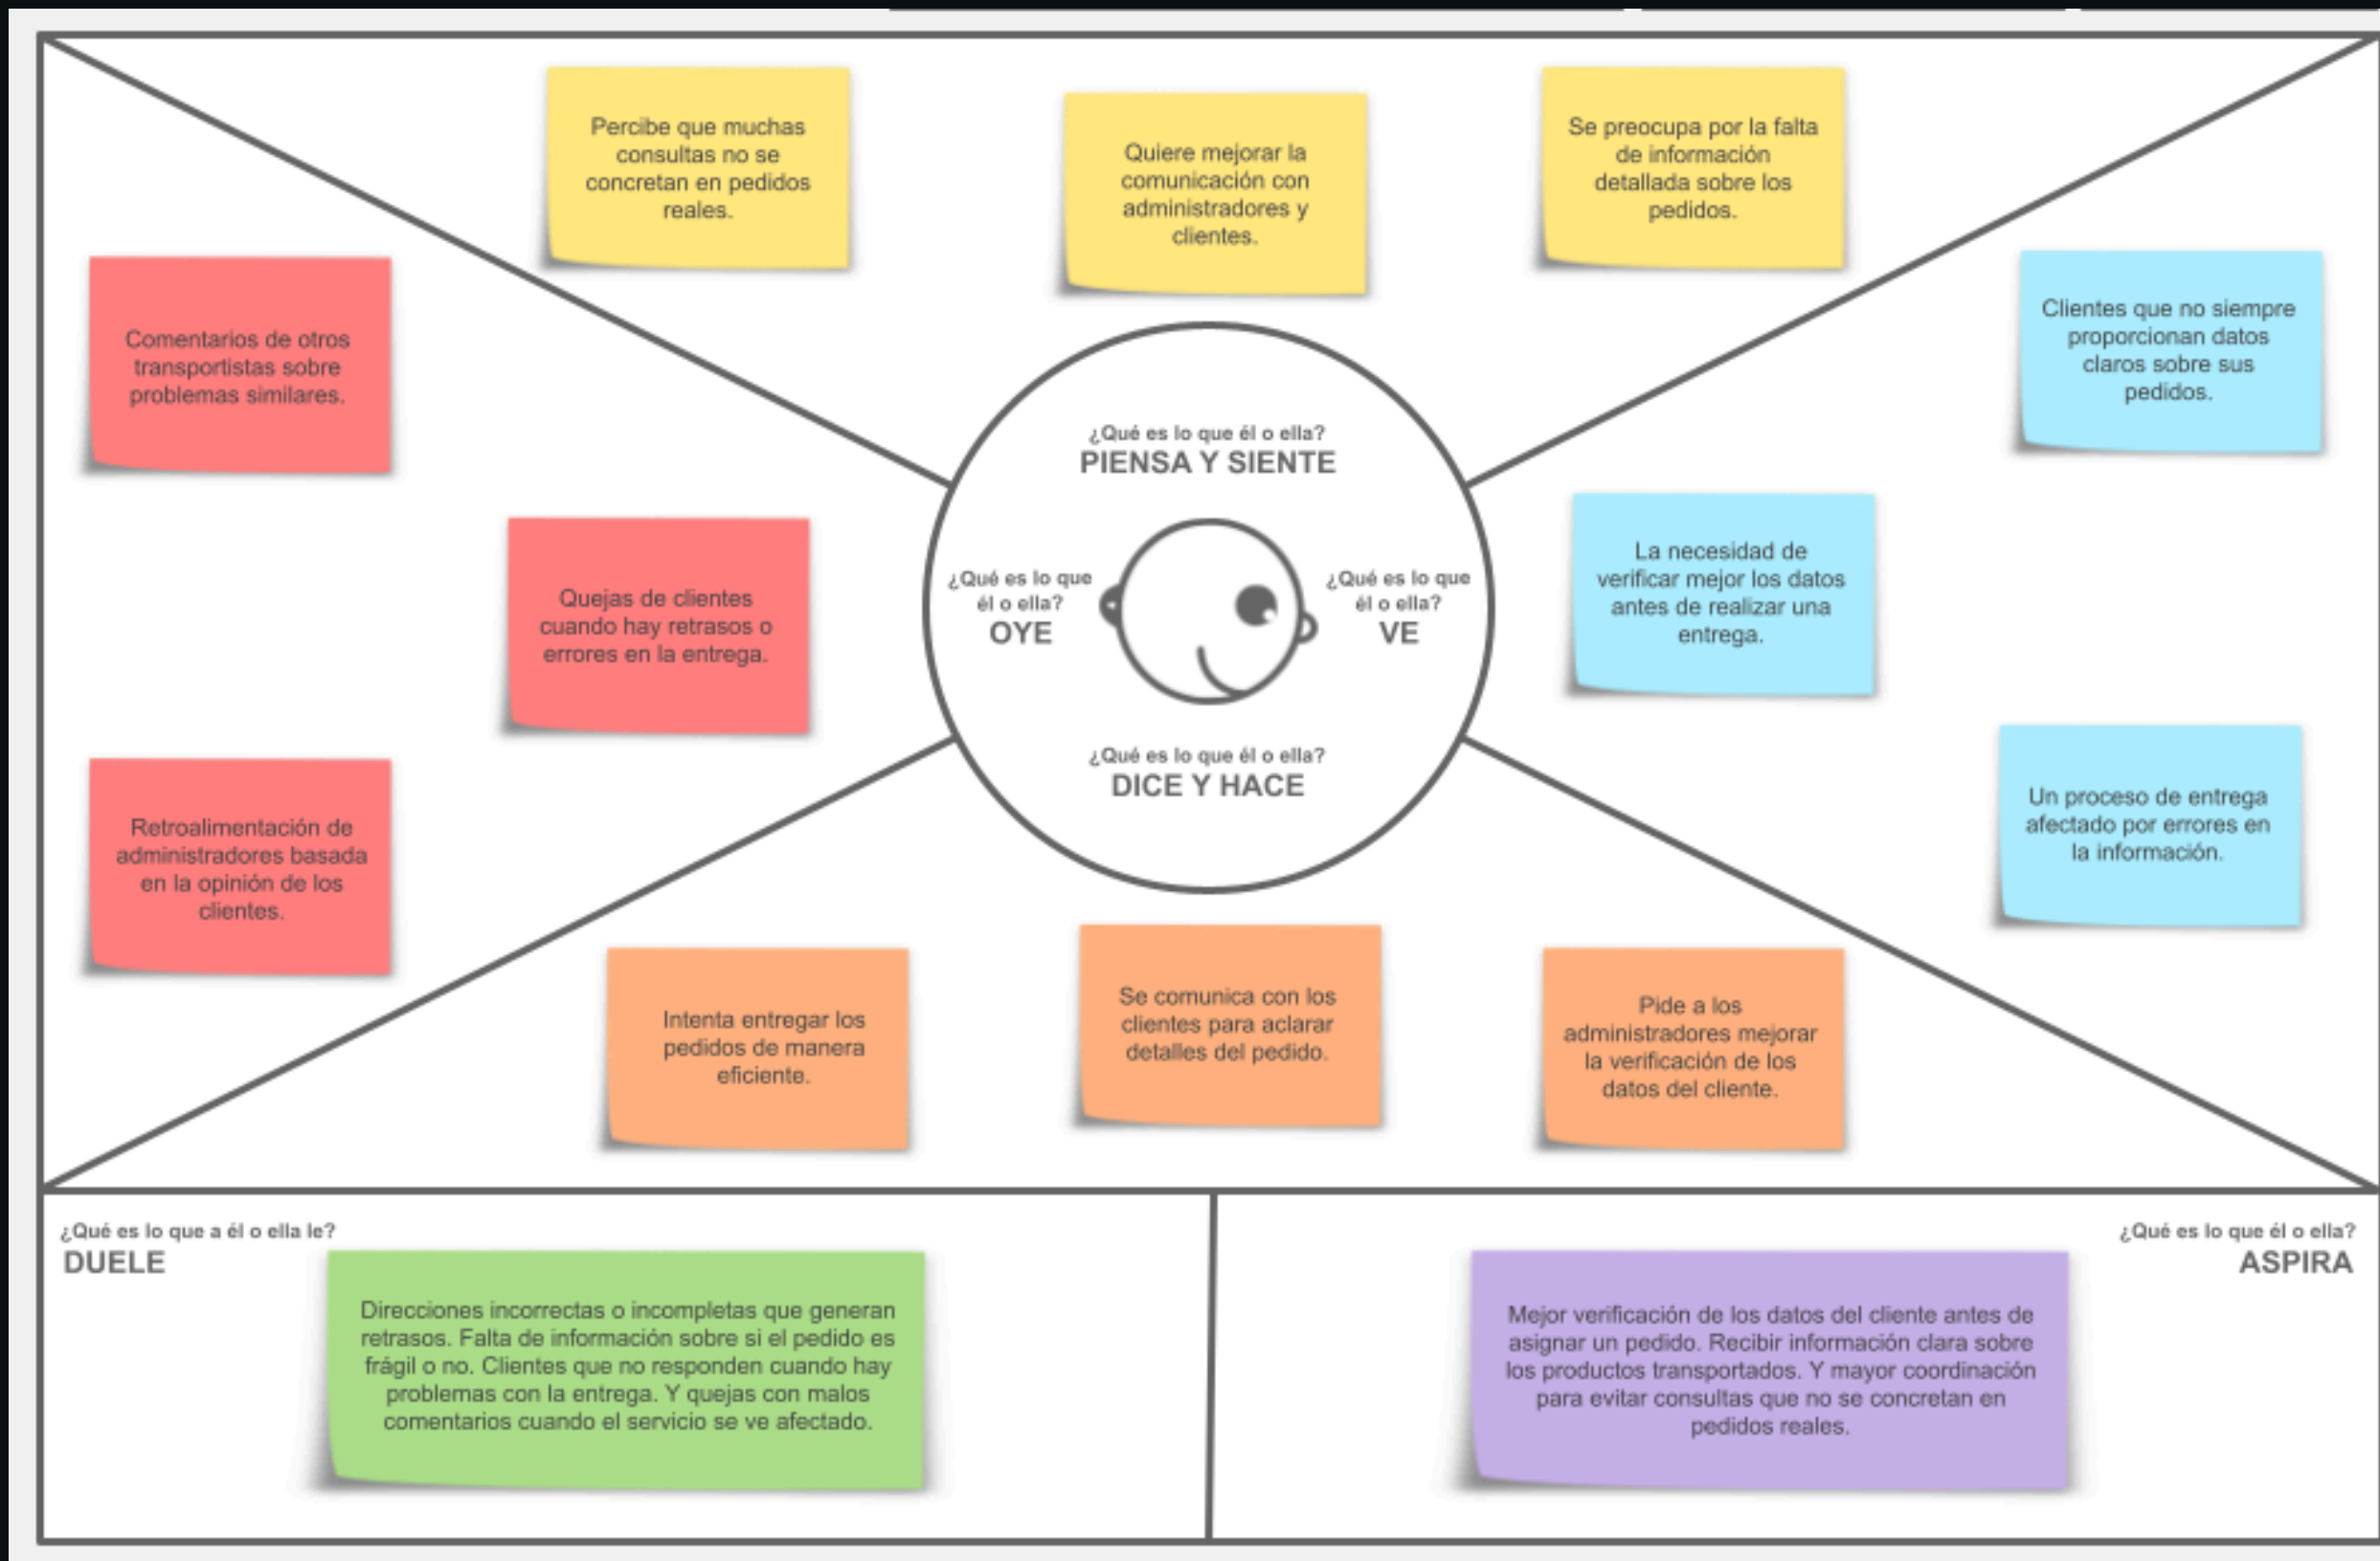 Percibe que muchas
consultas no se
concretan en pedidos
reales.
Quiere mejorar la
comunicación con
administradores y
clientes.
Se preocupa por la falta
de información
detallada sobre los
pedidos.
Comentarios de otros
transportistas sobre
problemas similares.
Quejas de clientes
cuando hay retrasos o
errores en la entrega.
Retroalimentación de
administradores basada
en la opinión de los
clientes.
¿Qué es lo que él o ella?
PIENSA Y SIENTE
¿Qué es lo que
él o ella?
OYE
¿Qué es lo que
él o ella?
VE
¿Qué es lo que él o ella?
DICE Y HACE
Clientes que no siempre
proporcionan datos
claros sobre sus
pedidos.
La necesidad de
verificar mejor los datos
antes de realizar una
entrega.
Un proceso de entrega
afectado por errores en
la información.
Intenta entregar los
pedidos de manera
eficiente.
Se comunica con los
clientes para aclarar
detalles del pedido.
Pide a los
administradores mejorar
la verificación de los
datos del cliente.
¿Qué es lo que a él o ella le?
DUELE
Direcciones incorrectas o incompletas que generan
retrasos. Falta de información sobre si el pedido es
frágil o no. Clientes que no responden cuando hay
problemas con la entrega. Y quejas con malos
comentarios cuando el servicio se ve afectado.
¿Qué es lo que él o ella?
ASPIRA
Mejor verificación de los datos del cliente antes de
asignar un pedido. Recibir información clara sobre
los productos transportados. Y mayor coordinación
para evitar consultas que no se concretan en
pedidos reales.